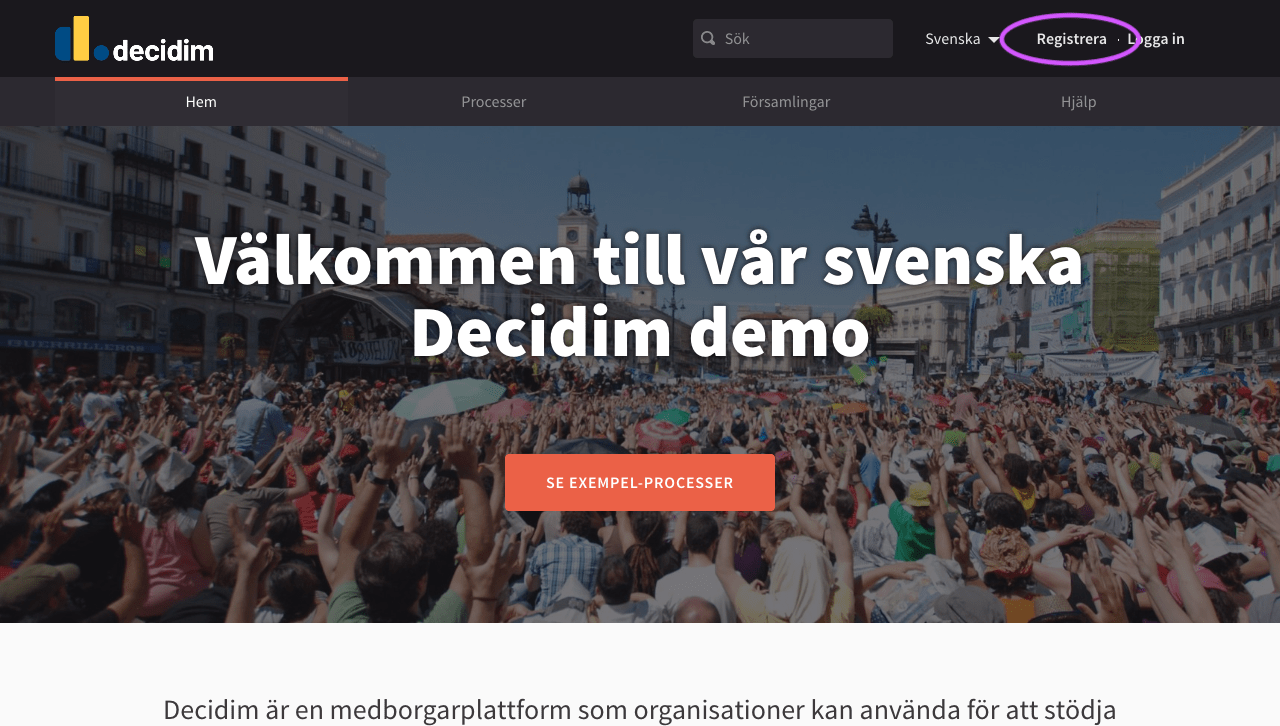 decidim
Sök
Svenska
Registrera · Logga in
Hem
Processer
Församlingar
Hjälp
Välkommen till vår svenska
Decidim demo
SE EXEMPEL-PROCESSER
Decidim är en medborgarplattform som organisationer kan använda för att stödja